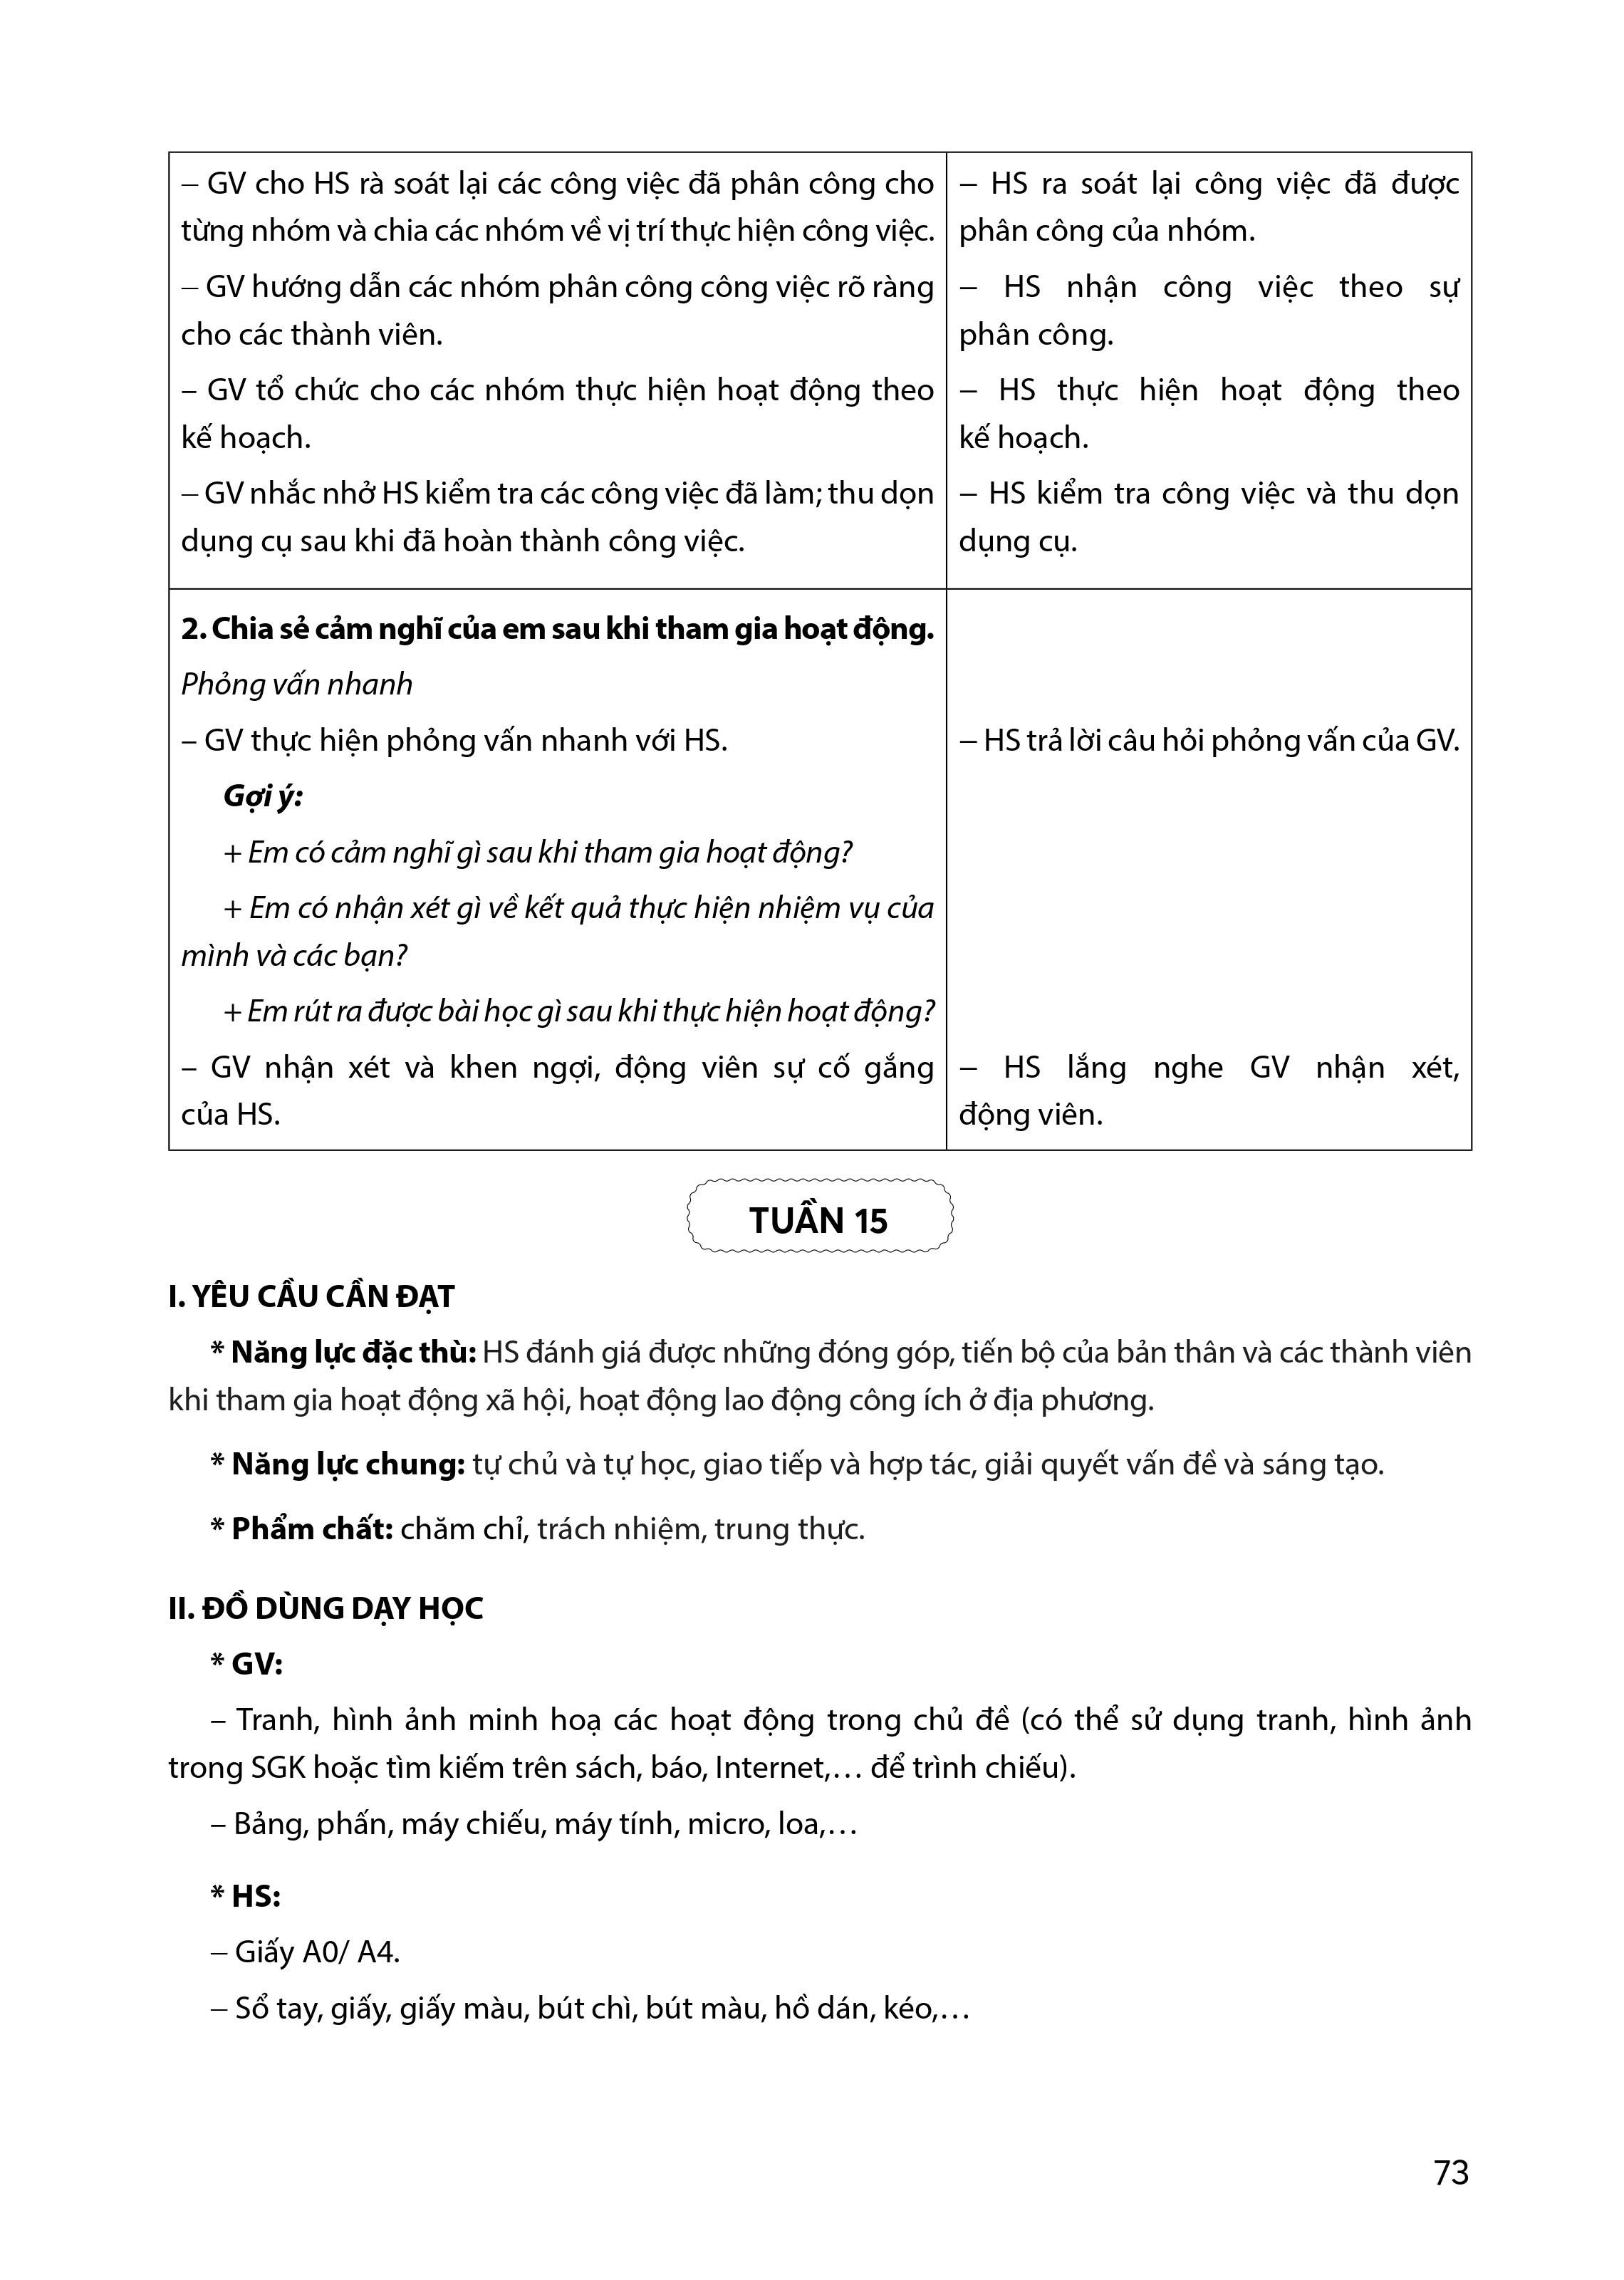 – GV cho HS rà soát lại các công việc đã phân công cho
từng nhóm và chia các nhóm về vị trí thực hiện công việc.
– GV hướng dẫn các nhóm phân công công việc rõ ràng
cho các thành viên.
– GV tổ chức cho các nhóm thực hiện hoạt động theo
kế hoạch.
– GV nhắc nhở HS kiểm tra các công việc đã làm; thu dọn
dụng cụ sau khi đã hoàn thành công việc.
– HS ra soát lại công việc đã được
phân công của nhóm.
– HS nhận công việc theo sự
phân công.
– HS thực hiện hoạt động theo
kế hoạch.
– HS kiểm tra công việc và thu dọn
dụng cụ.
2. Chia sẻ cảm nghĩ của em sau khi tham gia hoạt động.
Phỏng vấn nhanh
– GV thực hiện phỏng vấn nhanh với HS.
Gợi ý:
+ Em có cảm nghĩ gì sau khi tham gia hoạt động?
+ Em có nhận xét gì về kết quả thực hiện nhiệm vụ của
mình và các bạn?
+ Em rút ra được bài học gì sau khi thực hiện hoạt động?
– GV nhận xét và khen ngợi, động viên sự cố gắng
của HS.
– HS trả lời câu hỏi phỏng vấn của GV.
– HS lắng nghe GV nhận xét,
động viên.
TUẦN 15
I. YÊU CẦU CẦN ĐẠT
* Năng lực đặc thù: HS đánh giá được những đóng góp, tiến bộ của bản thân và các thành viên
khi tham gia hoạt động xã hội, hoạt động lao động công ích ở địa phương.
* Năng lực chung: tự chủ và tự học, giao tiếp và hợp tác, giải quyết vấn đề và sáng tạo.
* Phẩm chất: chăm chỉ, trách nhiệm, trung thực.
II. ĐỒ DÙNG DẠY HỌC
* GV:
– Tranh, hình ảnh minh hoạ các hoạt động trong chủ đề (có thể sử dụng tranh, hình ảnh
trong SGK hoặc tìm kiếm trên sách, báo, Internet,… để trình chiếu).
– Bảng, phấn, máy chiếu, máy tính, micro, loa,…
* HS:
– Giấy A0/ A4.
– Sổ tay, giấy, giấy màu, bút chì, bút màu, hồ dán, kéo,…
73